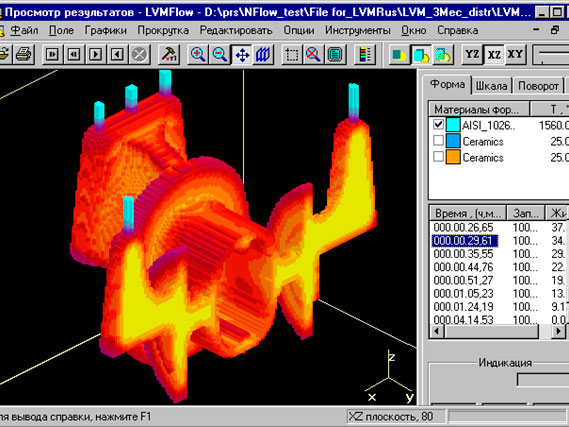 Просмотр результатов - LVMFlow - D:\prs\NFlow_test\File for_LVMRus\LVM_3Mec_distr\LVM...
Файл Поле Графики Прокрутка Редактировать Опции Инструменты Окно Справка
YZ XZ XY
Форма Шкала Поворот
Материалы Фор... T , °
AISI_1026.. 1560.0
Ceramics 25.0
Ceramics 25.0
Время , (ч,м... Зап... Жи
000.00.26,65 100... 37.
000.00.29,61 100... 34.
000.00.35,55 100... 29.
000.00.44,76 100... 22.
000.00.51,27 100... 19.
000.01.05,23 100... 13.
000.01.24,19 100... 9.1
000.04.14,53 100... 0.0
Индикация
z
x y
ля вывода справки, нажмите F1 XZ плоскость, 80